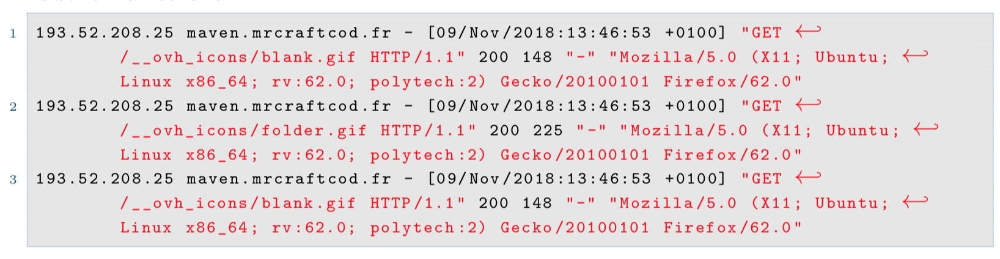 1 193.52.208.25 maven.mrcraftcod.fr - [09/Nov/2018:13:46:53 +0100] "GET ↩
/__ovh_icons/blank.gif HTTP/1.1" 200 148 "-" "Mozilla/5.0 (X11; Ubuntu; ↩
Linux x86_64; rv:62.0; polytech:2) Gecko/20100101 Firefox/62.0"
2 193.52.208.25 maven.mrcraftcod.fr - [09/Nov/2018:13:46:53 +0100] "GET ↩
/__ovh_icons/folder.gif HTTP/1.1" 200 225 "-" "Mozilla/5.0 (X11; Ubuntu; ↩
Linux x86_64; rv:62.0; polytech:2) Gecko/20100101 Firefox/62.0"
3 193.52.208.25 maven.mrcraftcod.fr - [09/Nov/2018:13:46:53 +0100] "GET ↩
/__ovh_icons/blank.gif HTTP/1.1" 200 148 "-" "Mozilla/5.0 (X11; Ubuntu; ↩
Linux x86_64; rv:62.0; polytech:2) Gecko/20100101 Firefox/62.0"